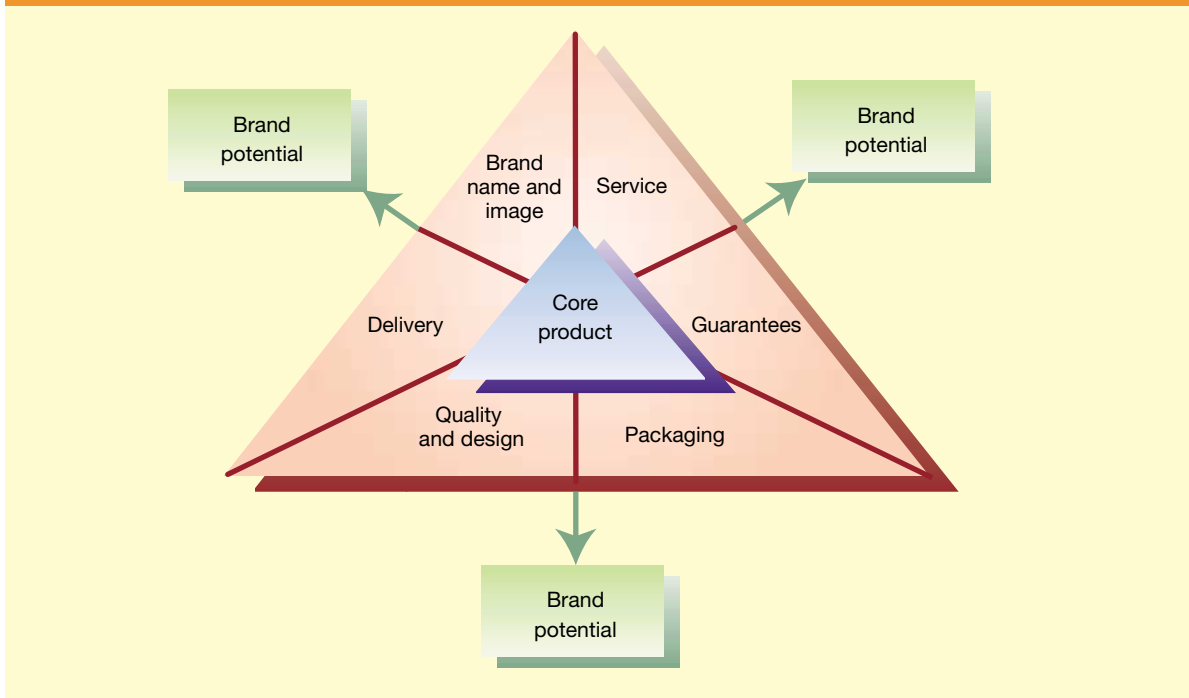 Brand
potential
Brand
potential
Brand
name and
image
Service
Core
product
Delivery
Guarantees
Quality
and design
Packaging
Brand
potential